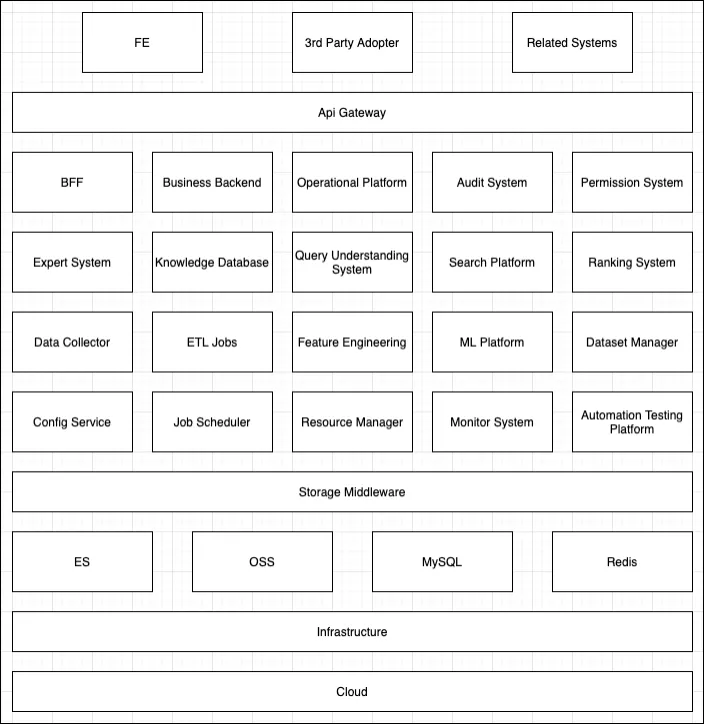 FE
3rd Party Adopter
Related Systems
Api Gateway
BFF
Business Backend
Operational Platform
Audit System
Permission System
Expert System
Knowledge Database
Query Understanding
System
Search Platform
Ranking System
Data Collector
ETL Jobs
Feature Engineering
ML Platform
Dataset Manager
Config Service
Job Scheduler
Resource Manager
Monitor System
Automation Testing
Platform
Storage Middleware
ES
OSS
MySQL
Redis
Infrastructure
Cloud